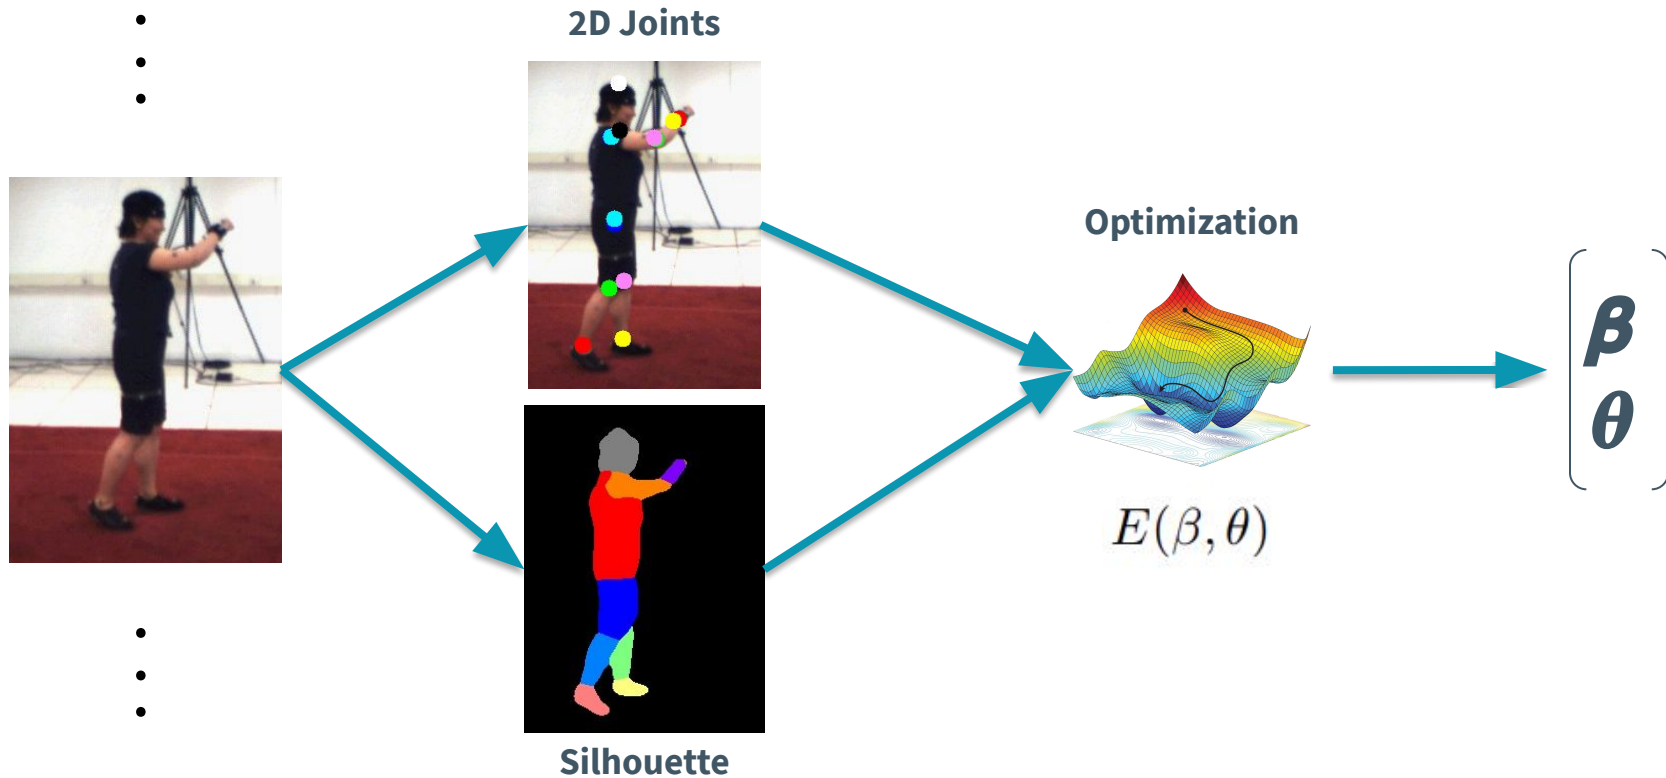 2D Joints
Optimization
β
θ
E(β, θ)
Silhouette